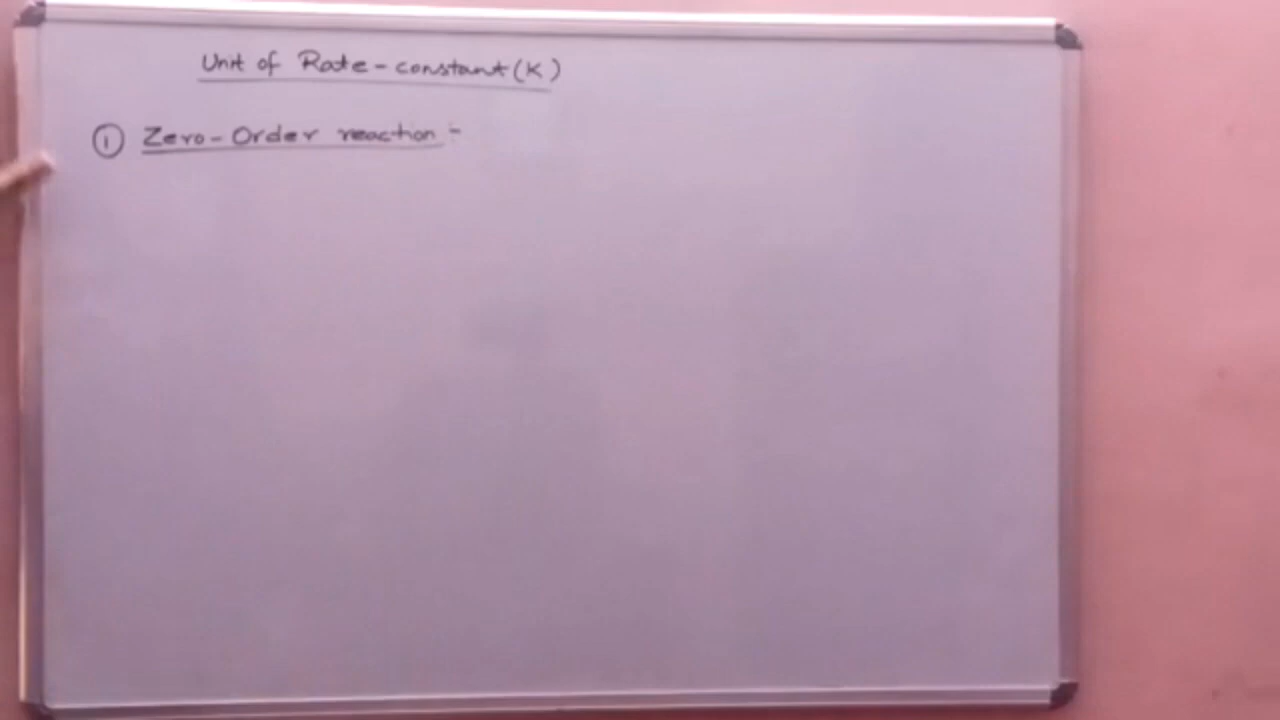 Unit of Rate-constant (K)
① Zero-Order reaction :-